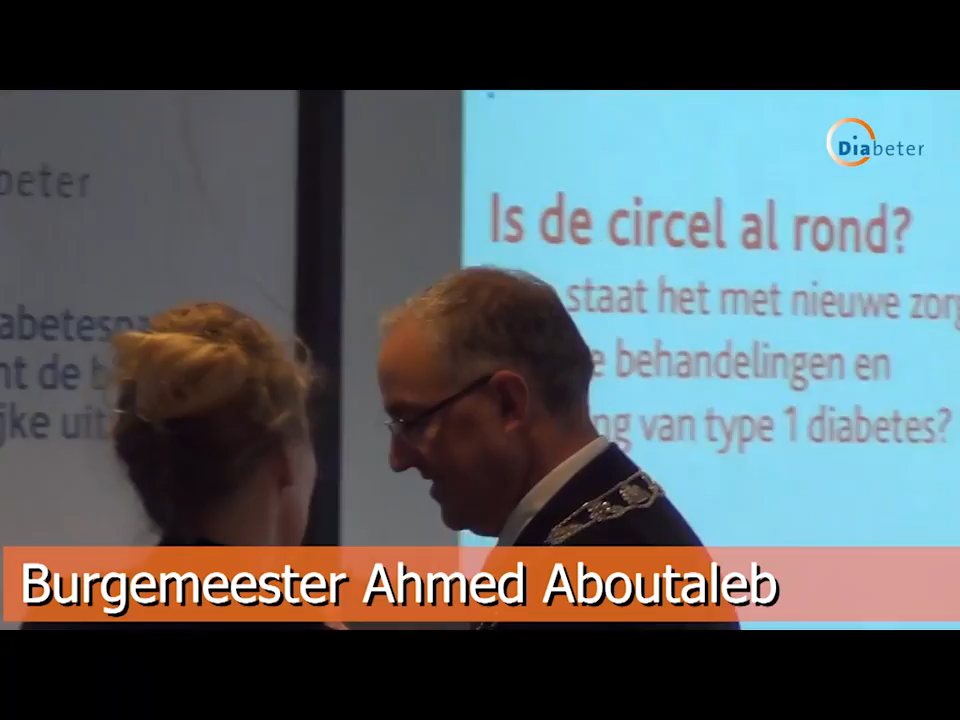 Diabeter
beter
Is de circel al rond?
staat het met nieuwe zorg
behandelingen en
van type 1 diabetes?
nt de
jke uit
Burgemeester Ahmed Aboutaleb